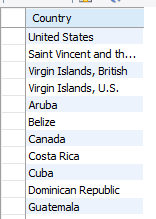 Country
United States
Saint Vincent and th...
Virgin Islands, British
Virgin Islands, U.S.
Aruba
Belize
Canada
Costa Rica
Cuba
Dominican Republic
Guatemala